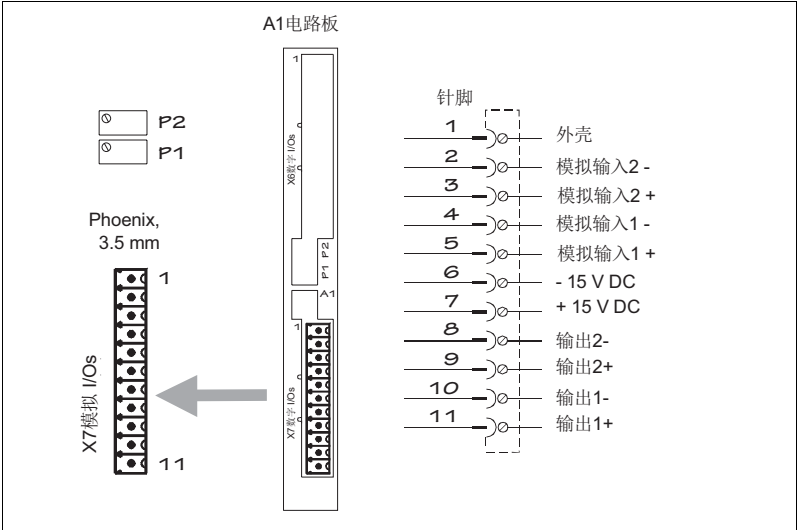 A1电路板
1
X6数字 I/Os
P1 P2
A1
1
X7数字 I/Os
P2
P1
Phoenix,
3.5 mm
1
X7模拟 I/Os
11
针脚
1 外壳
2 模拟输入2 -
3 模拟输入2 +
4 模拟输入1 -
5 模拟输入1 +
6 - 15 V DC
7 + 15 V DC
8 输出2-
9 输出2+
10 输出1-
11 输出1+